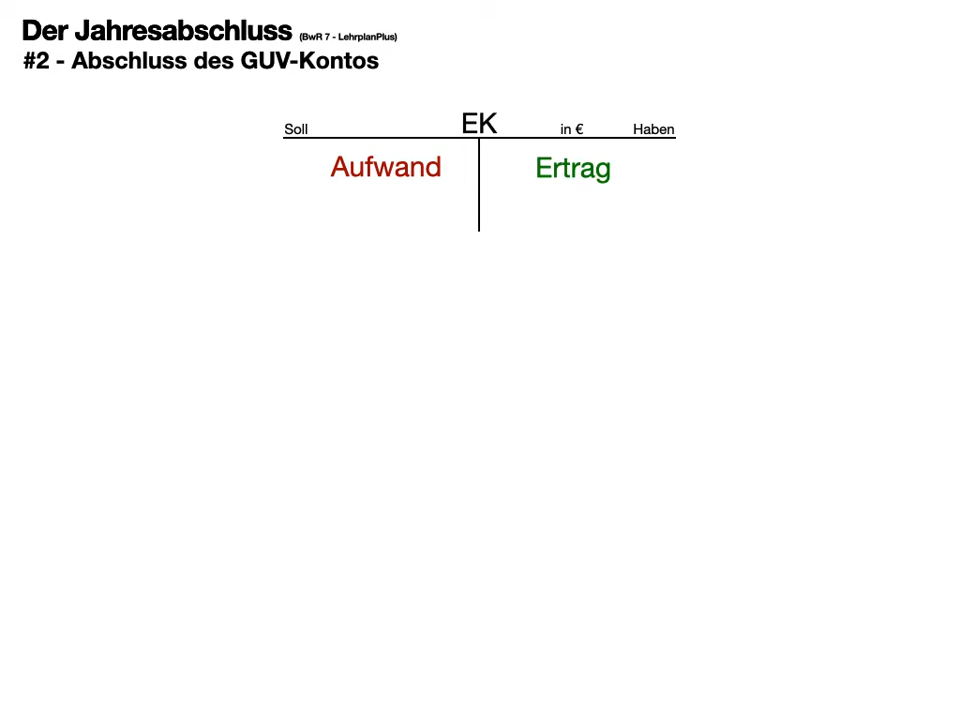 Der Jahresabschluss (BwR 7 - LehrplanPlus)
#2 - Abschluss des GUV-Kontos
Soll EK in € Haben
Aufwand Ertrag